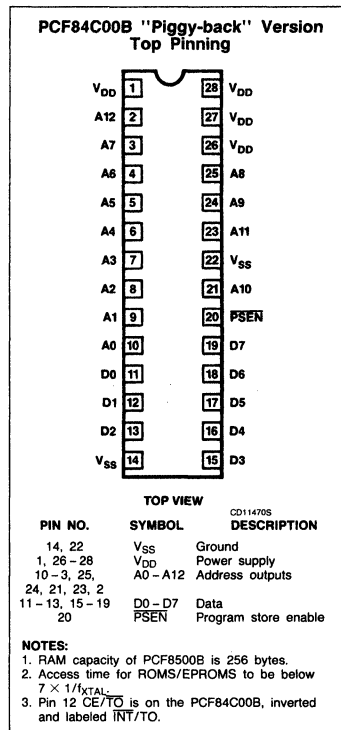 PCF84C00B "Piggy-back" Version
Top Pinning
VDD 1 28 VDD
A12 2 27 VDD
A7 3 26 VDD
A6 4 25 A8
A5 5 24 A9
A4 6 23 A11
A3 7 22 VSS
A2 8 21 A10
A1 9 20 PSEN
A0 10 19 D7
D0 11 18 D6
D1 12 17 D5
D2 13 16 D4
VSS 14 15 D3
TOP VIEW
CD11470S
PIN NO. SYMBOL DESCRIPTION
14, 22 VSS Ground
1, 26 – 28 VDD Power supply
10 – 3, 25, A0 – A12 Address outputs
24, 21, 23, 2
11 – 13, 15 – 19 D0 – D7 Data
20 PSEN Program store enable
NOTES:
1. RAM capacity of PCF8500B is 256 bytes.
2. Access time for ROMS/EPROMS to be below
7 × 1/fXTAL.
3. Pin 12 CE/TO is on the PCF84C00B, inverted
and labeled INT/TO.